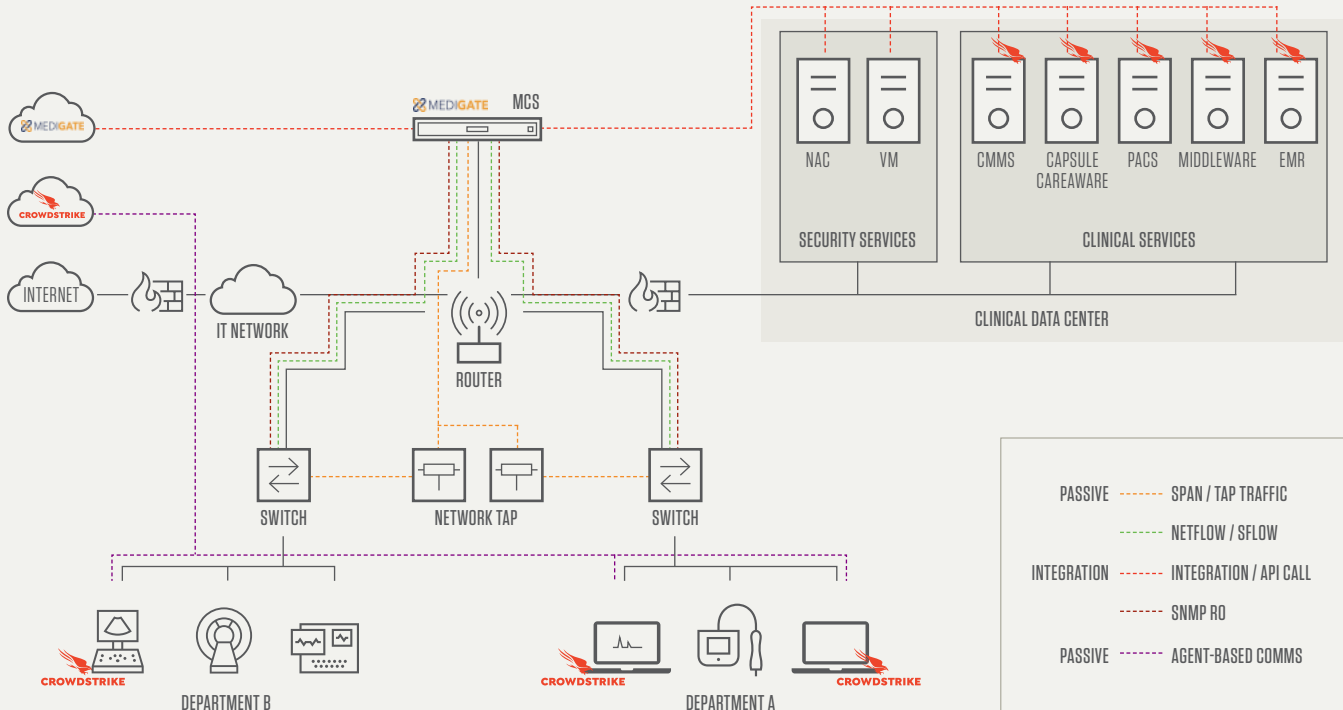 MEDIGATE
MCS
MEDIGATE
NAC
VM
CMMS
CAPSULE
CAREAWARE
PACS
MIDDLEWARE
EMR
CROWDSTRIKE
SECURITY SERVICES
CLINICAL SERVICES
INTERNET
IT NETWORK
CLINICAL DATA CENTER
ROUTER
SWITCH
NETWORK TAP
SWITCH
PASSIVE
SPAN / TAP TRAFFIC
NETFLOW / SFLOW
INTEGRATION
INTEGRATION / API CALL
SNMP RO
PASSIVE
AGENT-BASED COMMS
CROWDSTRIKE
CROWDSTRIKE
CROWDSTRIKE
DEPARTMENT B
DEPARTMENT A